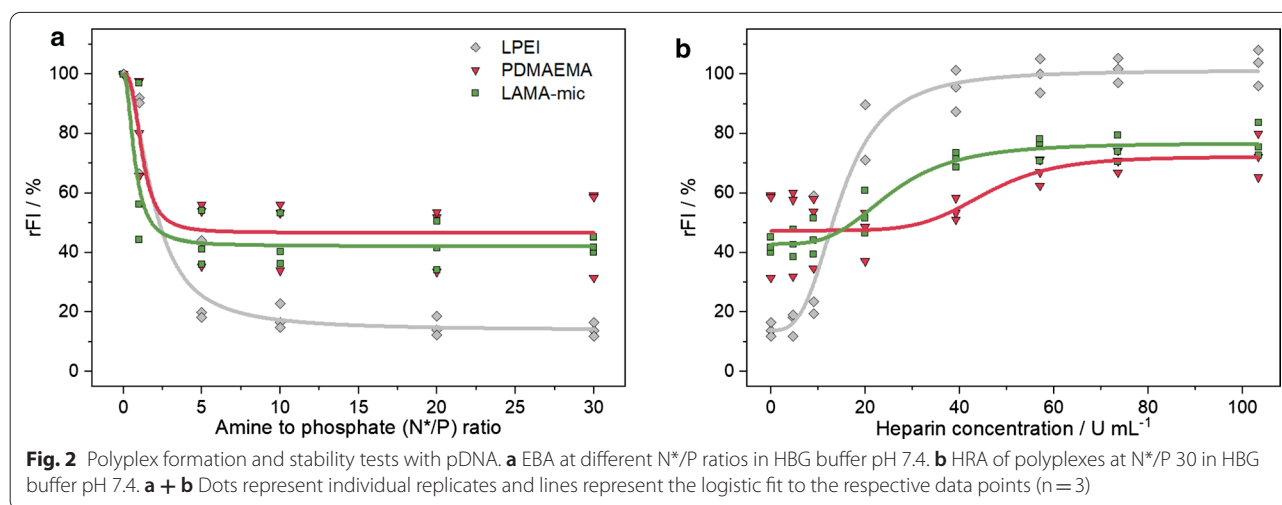 a
LPEI
PDMAEMA
LAMA-mic
rFI / %
100
80
60
40
20
0
0 5 10 15 20 25 30
Amine to phosphate (N*/P) ratio
b
rFI / %
100
80
60
40
20
0
0 20 40 60 80 100
Heparin concentration / U mL⁻¹
Fig. 2 Polyplex formation and stability tests with pDNA. a EBA at different N*/P ratios in HBG buffer pH 7.4. b HRA of polyplexes at N*/P 30 in HBG
buffer pH 7.4. a + b Dots represent individual replicates and lines represent the logistic fit to the respective data points (n = 3)